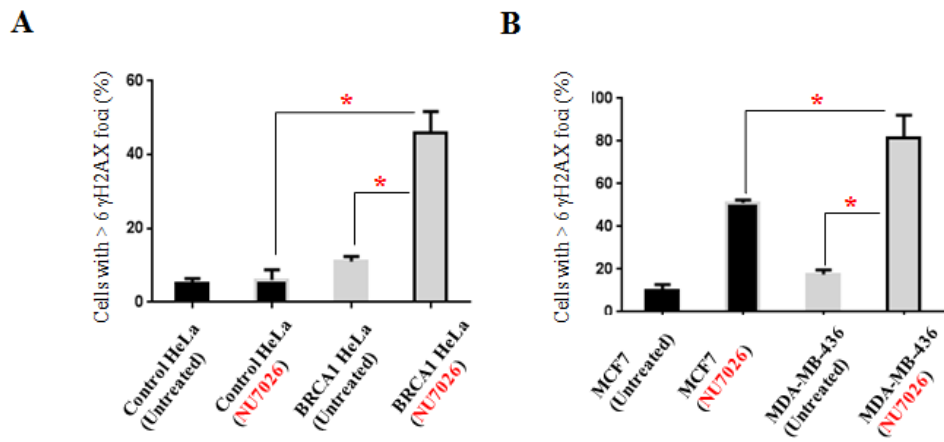 A
B
Cells with > 6 γH2AX foci (%)
60
40
20
0
*
*
Control HeLa
(Untreated)
Control HeLa
(NU7026)
BRCA1 HeLa
(Untreated)
BRCA1 HeLa
(NU7026)
Cells with > 6 γH2AX foci (%)
100
80
60
40
20
0
*
*
MCF7
(Untreated)
MCF7
(NU7026)
MDA-MB-436
(Untreated)
MDA-MB-436
(NU7026)